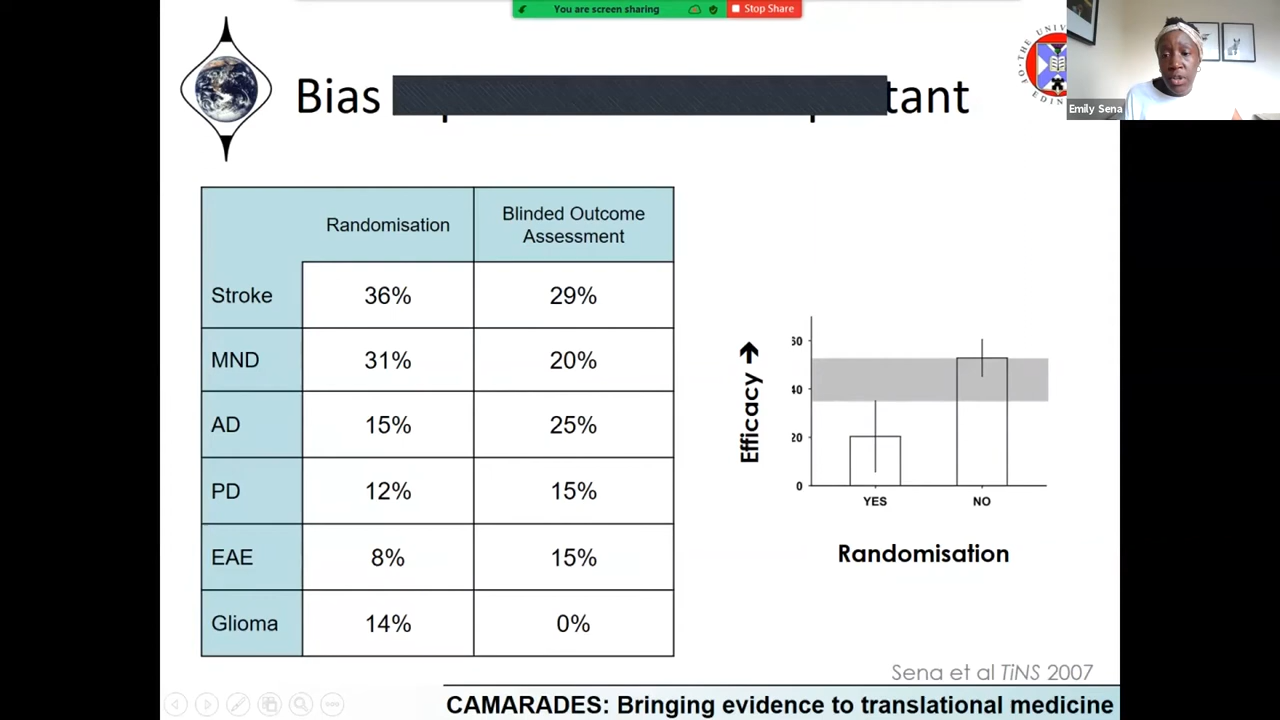 You are screen sharing
Stop Share
Bias tant
Emily Sena
Randomisation
Blinded Outcome
Assessment
Stroke 36% 29%
MND 31% 20%
AD 15% 25%
PD 12% 15%
EAE 8% 15%
Glioma 14% 0%
Efficacy
60
40
20
0
YES NO
Randomisation
Sena et al TiNS 2007
CAMARADES: Bringing evidence to translational medicine